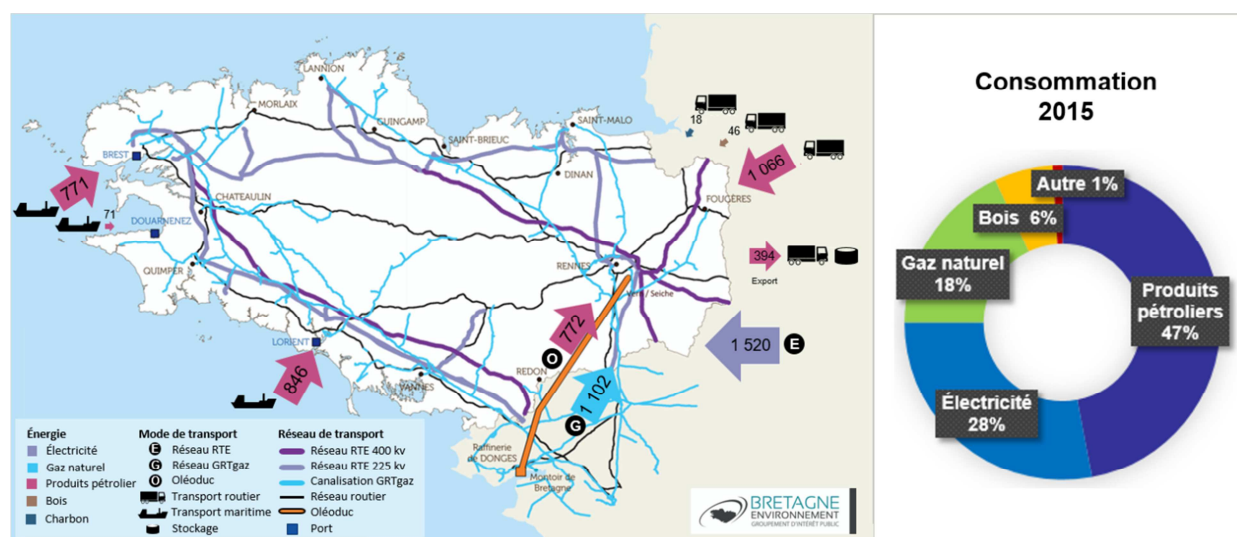 LANNION
MORLAIX
GUINGAMP
SAINT-BRIEUC
SAINT-MALO
DINAN
BREST
771
71
DOUARNENEZ
CHATEAULIN
QUIMPER
LORIENT
846
VANNES
REDON
RENNES
Vern / Seiche
FOUGÈRES
18
46
1 066
394
Export
1 520
E
O
772
G
1 102
Raffinerie
de DONGES
Montoir de
Bretagne
Énergie
Électricité
Gaz naturel
Produits pétrolier
Bois
Charbon
Mode de transport
E Réseau RTE
G Réseau GRTgaz
O Oléoduc
Transport routier
Transport maritime
Stockage
Réseau de transport
Réseau RTE 400 kv
Réseau RTE 225 kv
Canalisation GRTgaz
Réseau routier
Oléoduc
Port
BRETAGNE
ENVIRONNEMENT
GROUPEMENT D'INTÉRÊT PUBLIC
Consommation
2015
Autre 1%
Bois 6%
Gaz naturel
18%
Produits
pétroliers
47%
Électricité
28%